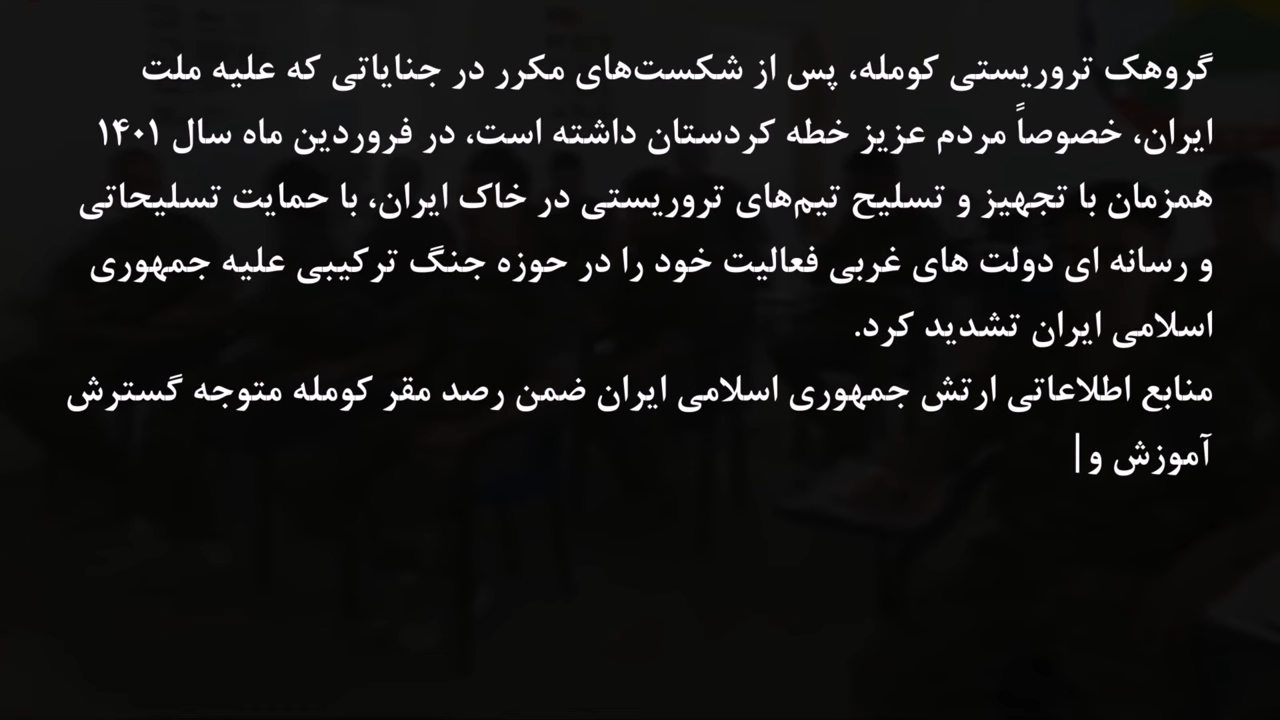 گروهک تروریستی کومله، پس از شکست‌های مکرر در جنایاتی که علیه ملت
ایران، خصوصاً مردم عزیز خطه کردستان داشته است، در فروردین ماه سال ۱۴۰۱
همزمان با تجهیز و تسلیح تیم‌های تروریستی در خاک ایران، با حمایت تسلیحاتی
و رسانه ای دولت های غربی فعالیت خود را در حوزه جنگ ترکیبی علیه جمهوری
اسلامی ایران تشدید کرد.
منابع اطلاعاتی ارتش جمهوری اسلامی ایران ضمن رصد مقر کومله متوجه گسترش
آموزش و